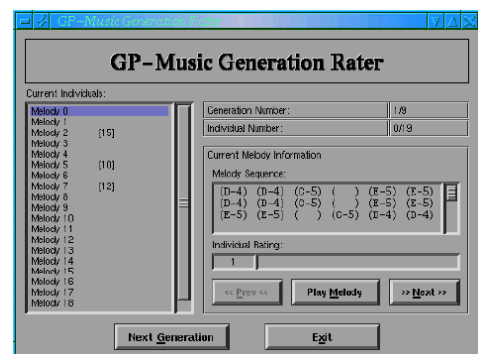 GP-Music Generation Rater
GP-Music Generation Rater
Current Individuals:
Melody 0
Melody 1
Melody 2 [15]
Melody 3
Melody 4
Melody 5 [10]
Melody 6
Melody 7 [12]
Melody 8
Melody 9
Melody 10
Melody 11
Melody 12
Melody 13
Melody 14
Melody 15
Melody 16
Melody 17
Melody 18
Generation Number: 1/9
Individual Number: 0/19
Current Melody Information
Melody Sequence:
(D-4) (D-4) (C-5) ( ) (E-5) (E-5)
(D-4) (D-4) (C-5) ( ) (E-5) (E-5)
(E-5) (E-5) ( ) (C-5) (D-4) (D-4)
Individual Rating:
1
<< Prev << Play Melody >> Next >>
Next Generation Exit